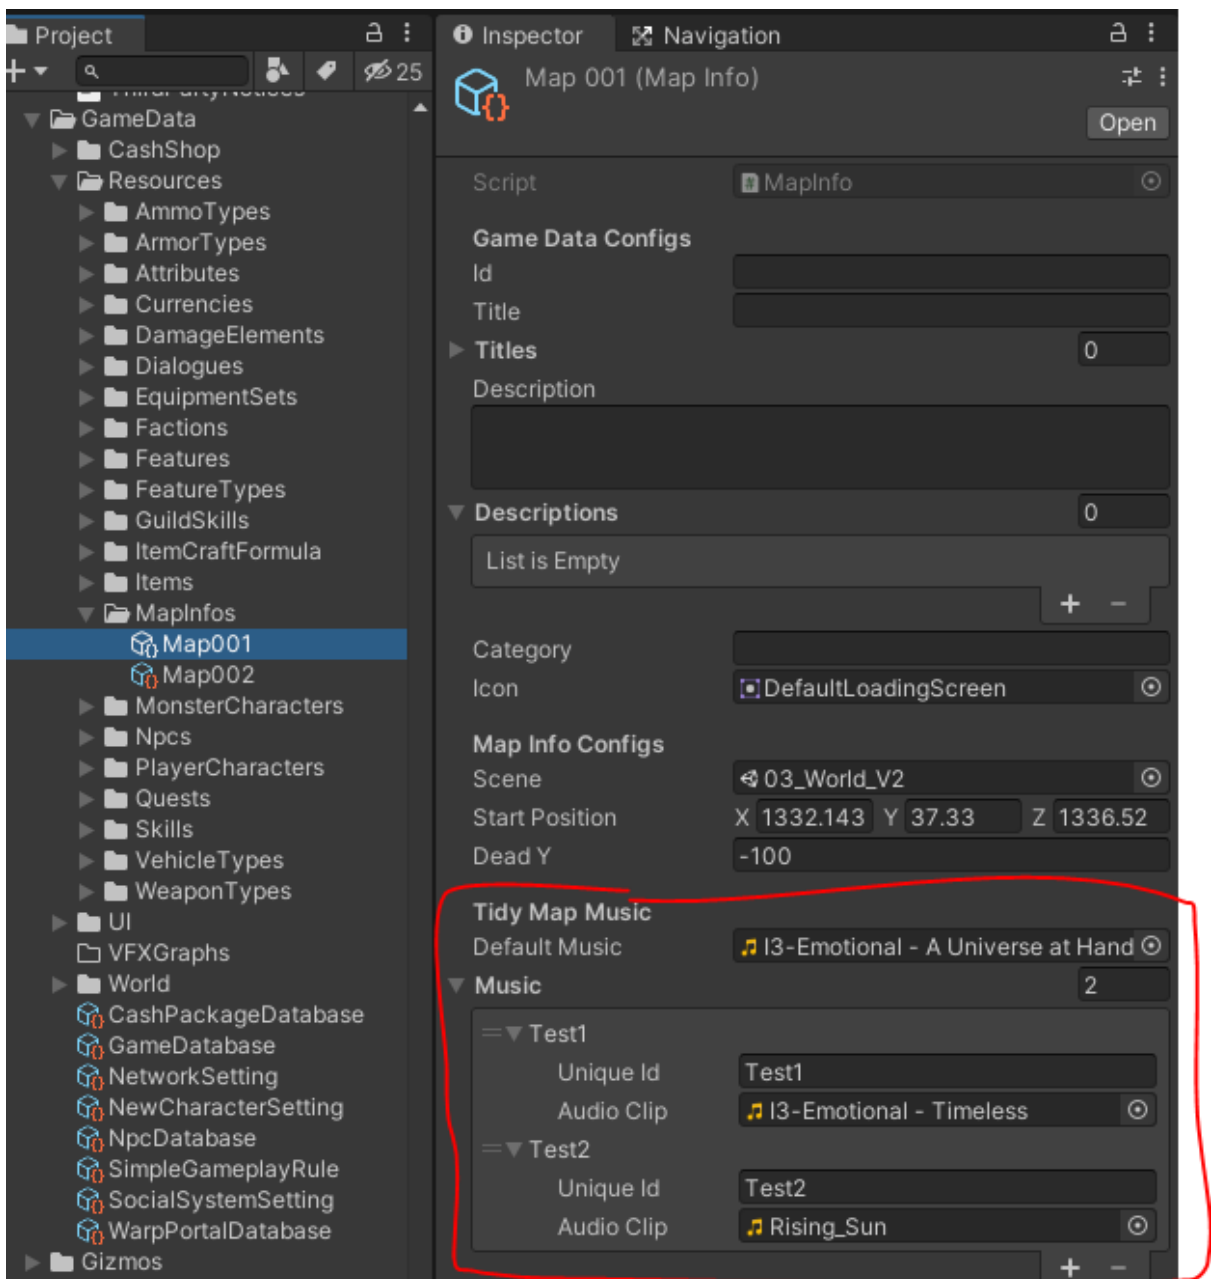 Project
25
ThirdPartyNotices
GameData
CashShop
Resources
AmmoTypes
ArmorTypes
Attributes
Currencies
DamageElements
Dialogues
EquipmentSets
Factions
Features
FeatureTypes
GuildSkills
ItemCraftFormula
Items
MapInfos
Map001
Map002
MonsterCharacters
Npcs
PlayerCharacters
Quests
Skills
VehicleTypes
WeaponTypes
UI
VFXGraphs
World
CashPackageDatabase
GameDatabase
NetworkSetting
NewCharacterSetting
NpcDatabase
SimpleGameplayRule
SocialSystemSetting
WarpPortalDatabase
Gizmos
Inspector Navigation
Map 001 (Map Info)
Open
Script MapInfo
Game Data Configs
Id
Title
Titles 0
Description
Descriptions 0
List is Empty
+ −
Category
Icon DefaultLoadingScreen
Map Info Configs
Scene 03_World_V2
Start Position X 1332.143 Y 37.33 Z 1336.52
Dead Y -100
Tidy Map Music
Default Music I3-Emotional - A Universe at Hand
Music 2
Test1
Unique Id Test1
Audio Clip I3-Emotional - Timeless
Test2
Unique Id Test2
Audio Clip Rising_Sun
+ −